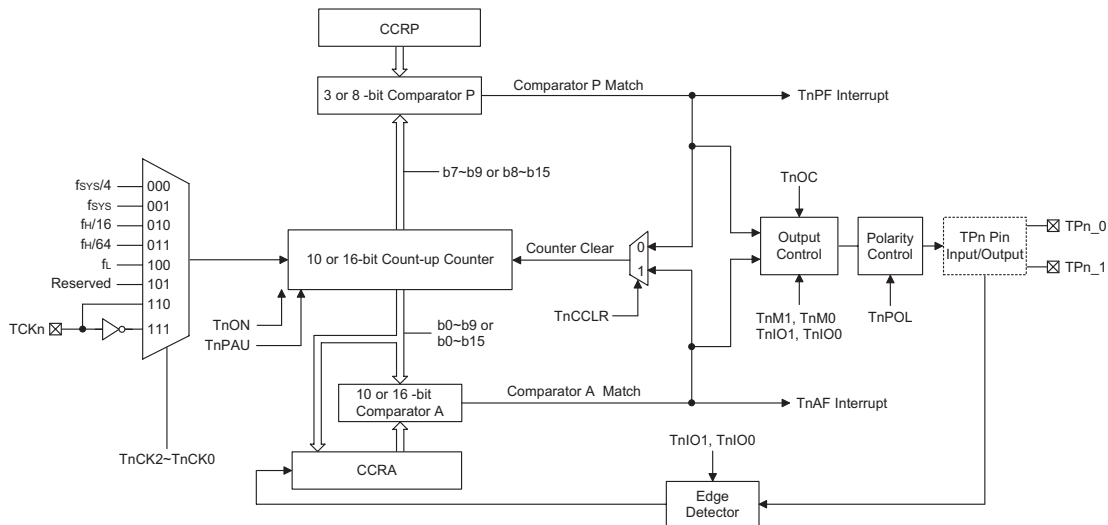 CCRP
3 or 8 -bit Comparator P
Comparator P Match
TnPF Interrupt
b7~b9 or b8~b15
fSYS/4
000
fSYS
001
fH/16
010
fH/64
011
fL
100
Reserved
101
110
TCKn
111
TnCK2~TnCK0
10 or 16-bit Count-up Counter
TnON
TnPAU
Counter Clear
0
1
TnCCLR
TnOC
Output
Control
TnM1, TnM0
TnIO1, TnIO0
Polarity
Control
TnPOL
TPn Pin
Input/Output
TPn_0
TPn_1
b0~b9 or
b0~b15
10 or 16 -bit
Comparator A
Comparator A Match
TnAF Interrupt
CCRA
TnIO1, TnIO0
Edge
Detector